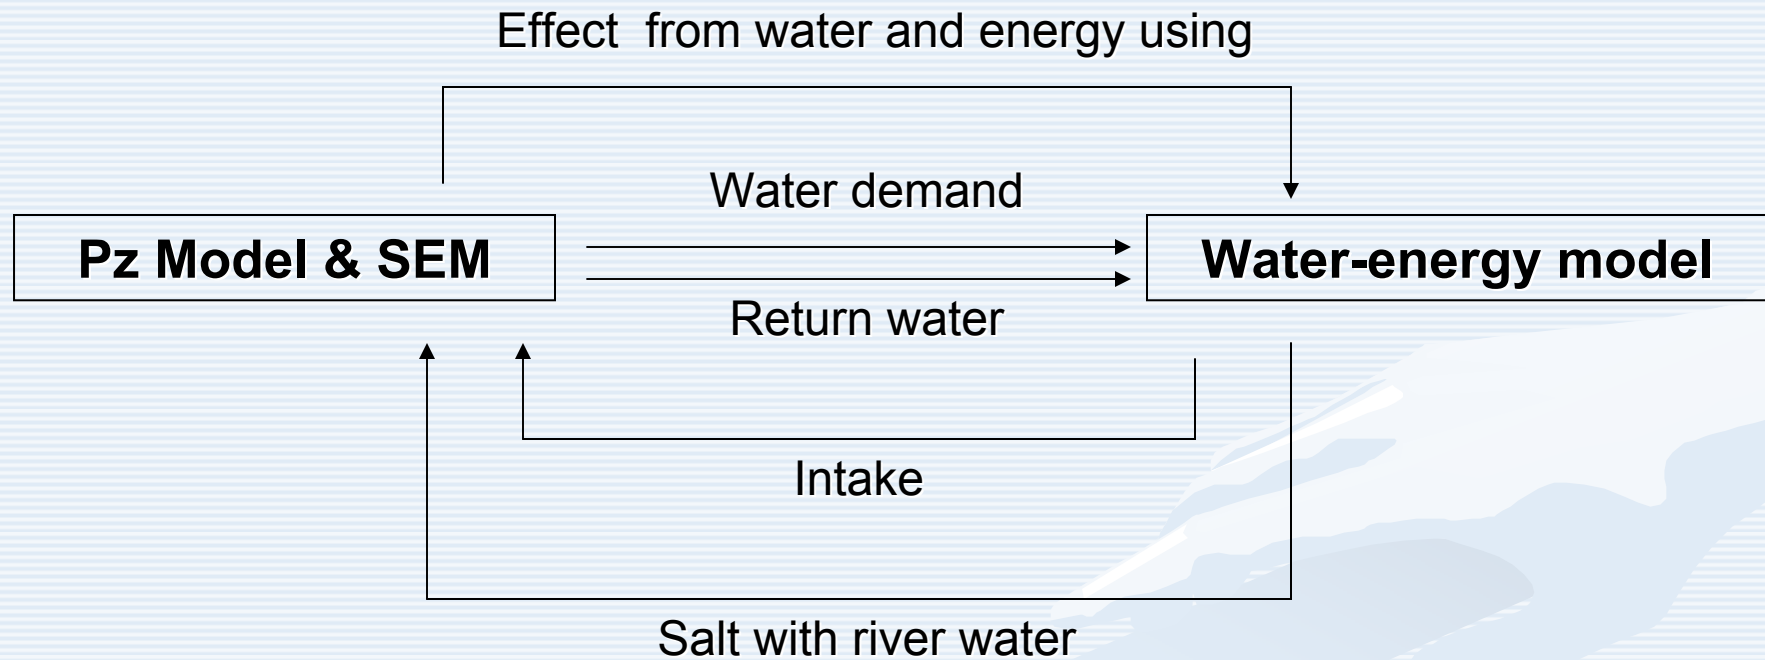 Effect from water and energy using
Water demand
Pz Model & SEM
Water-energy model
Return water
Intake
Salt with river water